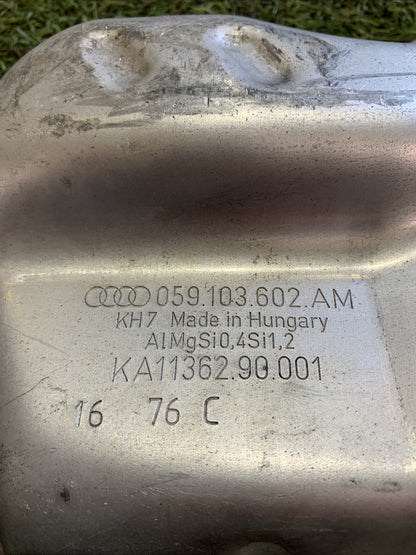 059.103.602.AM
KH7 Made in Hungary
AlMgSi0,4Si1,2
KA11362.90.001
16 76 C